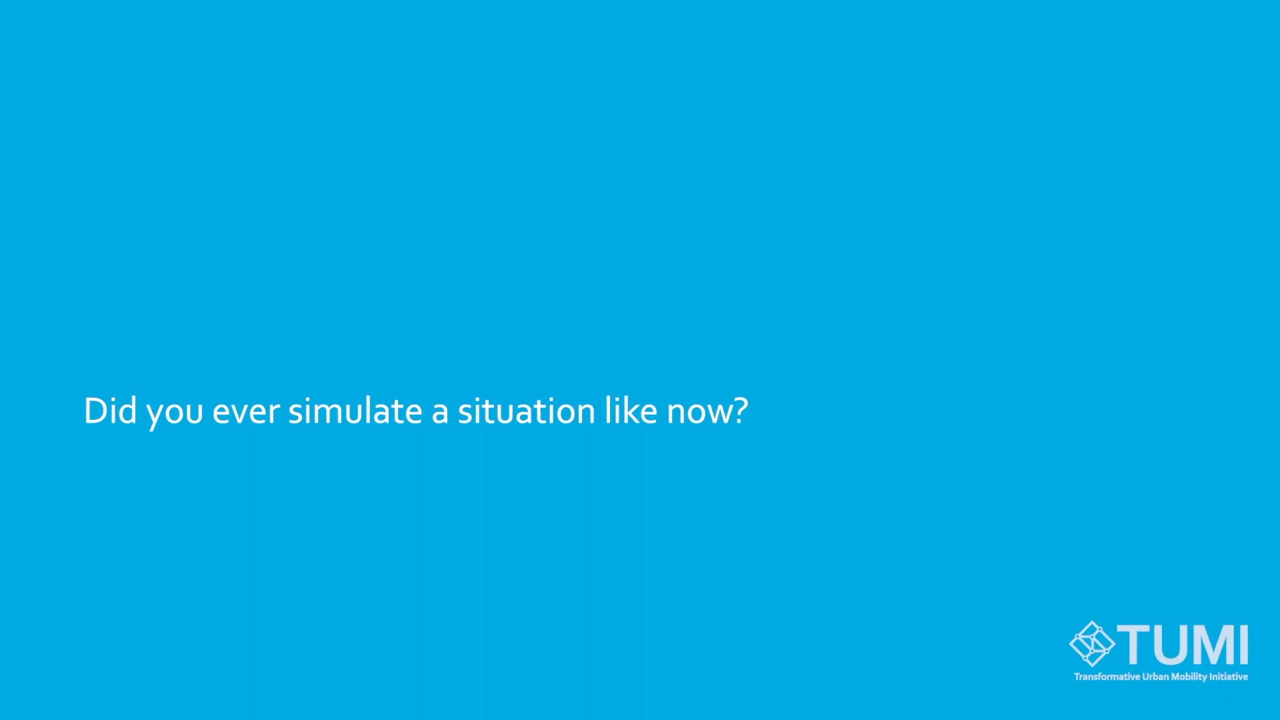 Did you ever simulate a situation like now?
TUMI
Transformative Urban Mobility Initiative